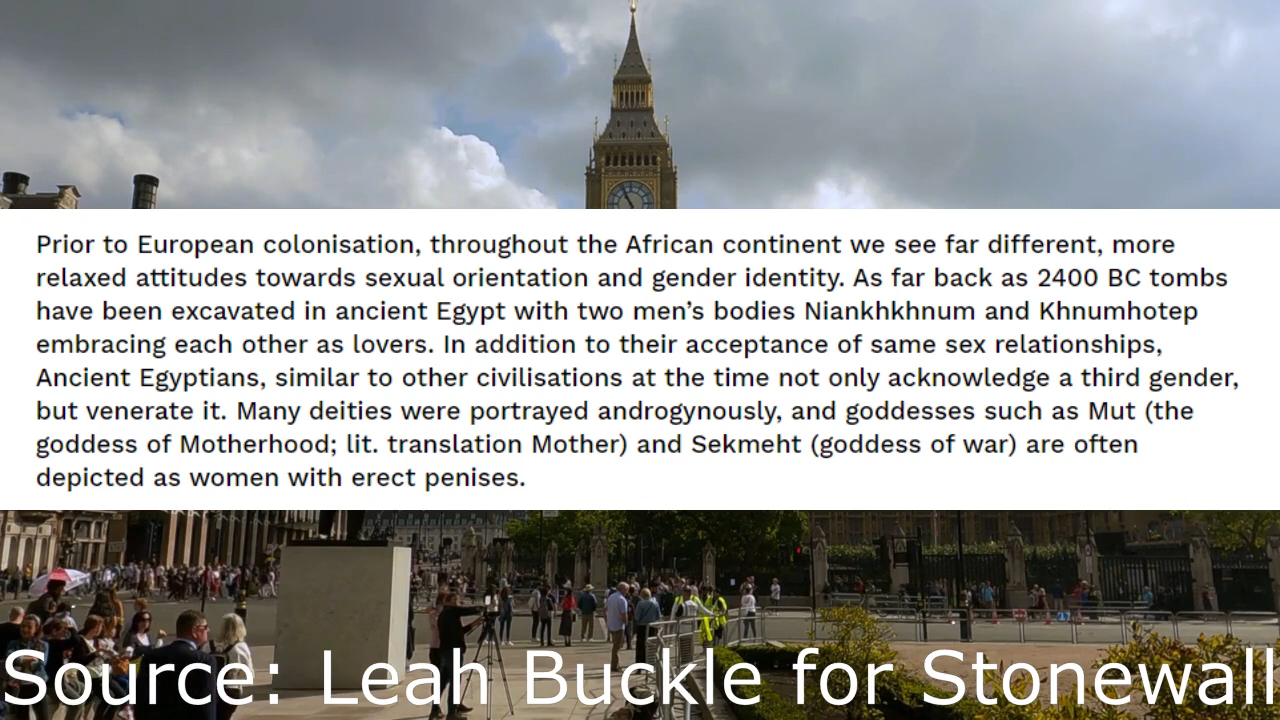 Prior to European colonisation, throughout the African continent we see far different, more
relaxed attitudes towards sexual orientation and gender identity. As far back as 2400 BC tombs
have been excavated in ancient Egypt with two men’s bodies Niankhkhnum and Khnumhotep
embracing each other as lovers. In addition to their acceptance of same sex relationships,
Ancient Egyptians, similar to other civilisations at the time not only acknowledge a third gender,
but venerate it. Many deities were portrayed androgynously, and goddesses such as Mut (the
goddess of Motherhood; lit. translation Mother) and Sekmeht (goddess of war) are often
depicted as women with erect penises.
Source: Leah Buckle for Stonewall